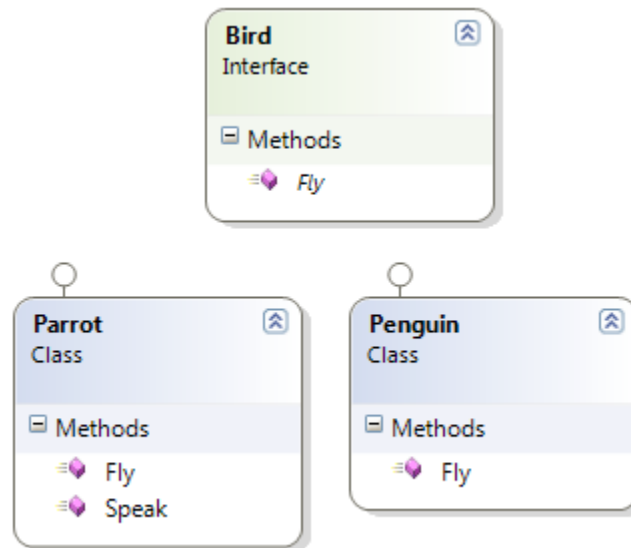 Bird
Interface
Methods
Fly
Parrot
Class
Methods
Fly
Speak
Penguin
Class
Methods
Fly